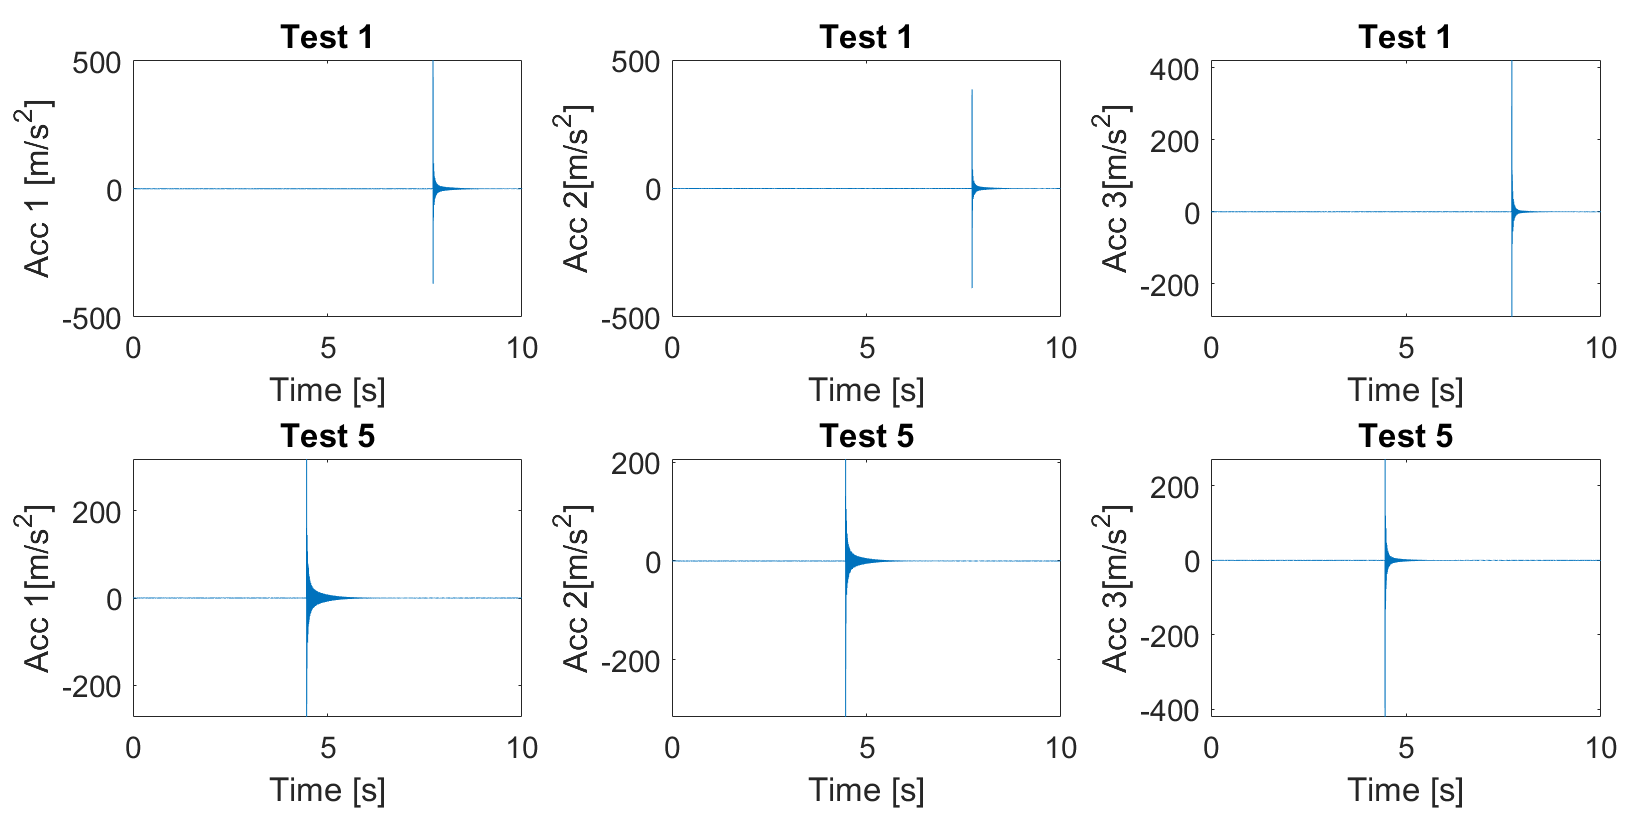 Test 1
500
0
-500
Acc 1 [m/s²]
0 5 10
Time [s]
Test 1
500
0
-500
Acc 2[m/s²]
0 5 10
Time [s]
Test 1
400
200
0
-200
Acc 3[m/s²]
0 5 10
Time [s]
Test 5
200
0
-200
Acc 1[m/s²]
0 5 10
Time [s]
Test 5
200
0
-200
Acc 2[m/s²]
0 5 10
Time [s]
Test 5
200
0
-200
-400
Acc 3[m/s²]
0 5 10
Time [s]